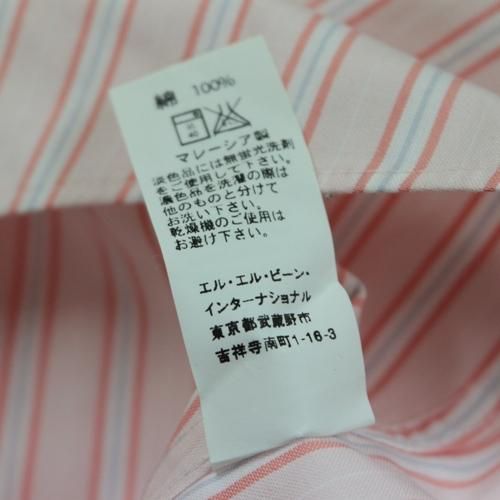 綿 100%
40
マレーシア製
淡色品には無蛍光洗剤
をご使用して下さい。
濃色品を洗濯の際は
他のものと分けて
お洗い下さい。
乾燥機のご使用は
お避け下さい。
エル・エル・ビーン・
インターナショナル
東京都武蔵野市
吉祥寺南町1-16-3